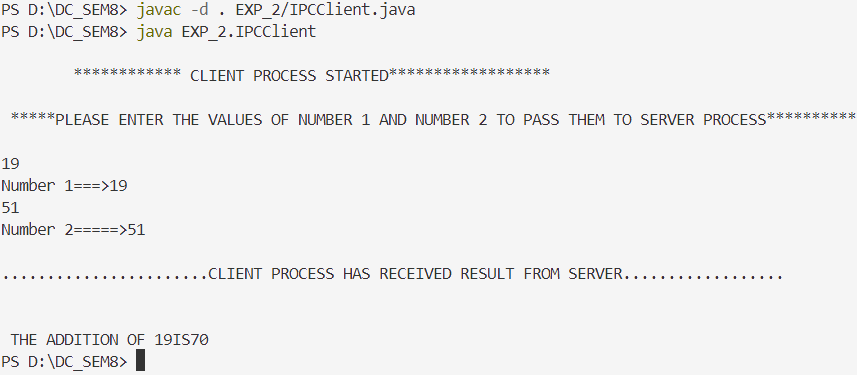 PS D:\DC_SEM8> javac -d . EXP_2/IPCClient.java
PS D:\DC_SEM8> java EXP_2.IPCClient
************ CLIENT PROCESS STARTED******************
*****PLEASE ENTER THE VALUES OF NUMBER 1 AND NUMBER 2 TO PASS THEM TO SERVER PROCESS**********
19
Number 1===>19
51
Number 2=====>51
.......................CLIENT PROCESS HAS RECEIVED RESULT FROM SERVER..................
THE ADDITION OF 19IS70
PS D:\DC_SEM8>